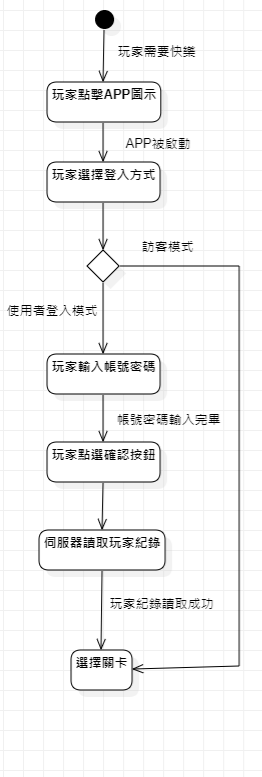 玩家需要快樂
玩家點擊APP圖示
APP被啟動
玩家選擇登入方式
訪客模式
使用者登入模式
玩家輸入帳號密碼
帳號密碼輸入完畢
玩家點選確認按鈕
伺服器讀取玩家紀錄
玩家紀錄讀取成功
選擇關卡